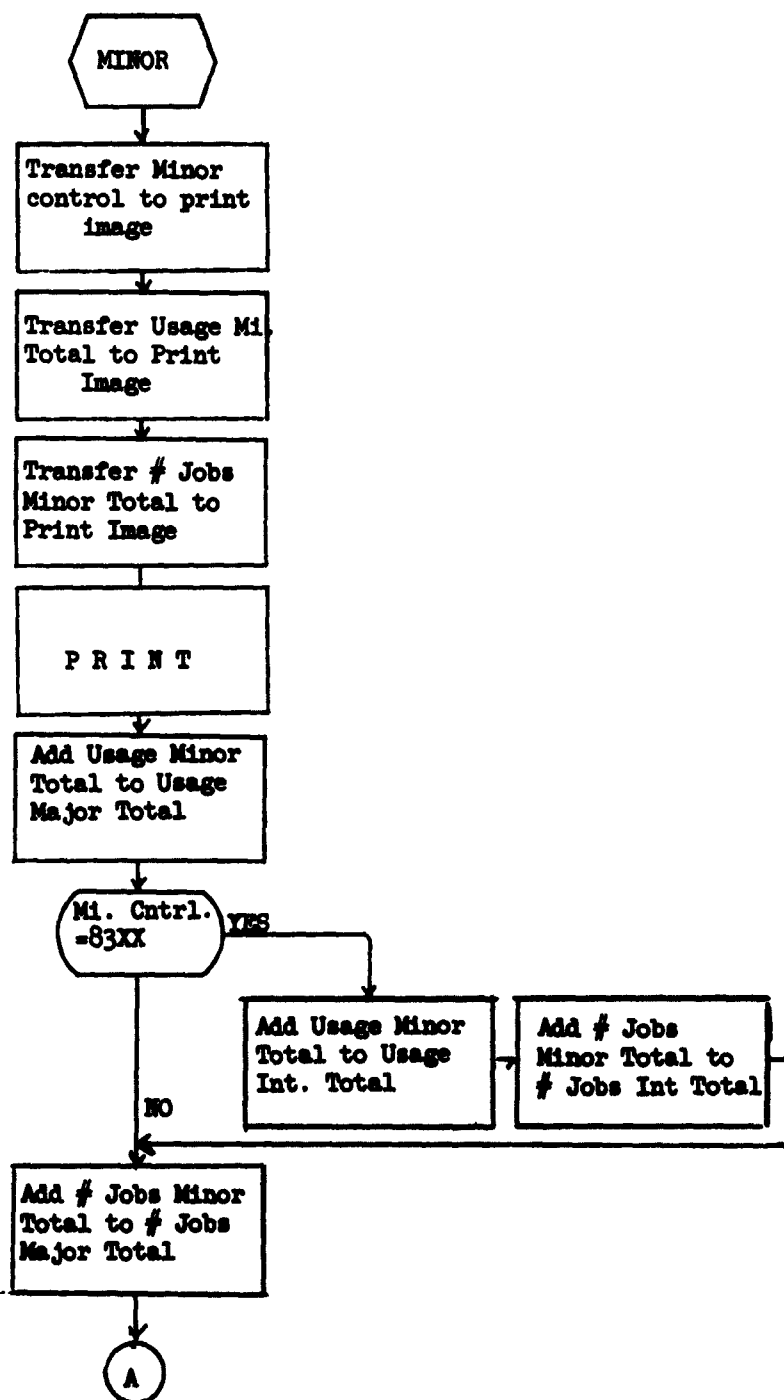 MINOR
Transfer Minor
control to print
image
Transfer Usage Mi.
Total to Print
Image
Transfer # Jobs
Minor Total to
Print Image
P R I N T
Add Usage Minor
Total to Usage
Major Total
Mi. Cntrl.
=83XX
YES
Add Usage Minor
Total to Usage
Int. Total
Add # Jobs
Minor Total to
# Jobs Int Total
NO
Add # Jobs Minor
Total to # Jobs
Major Total
A